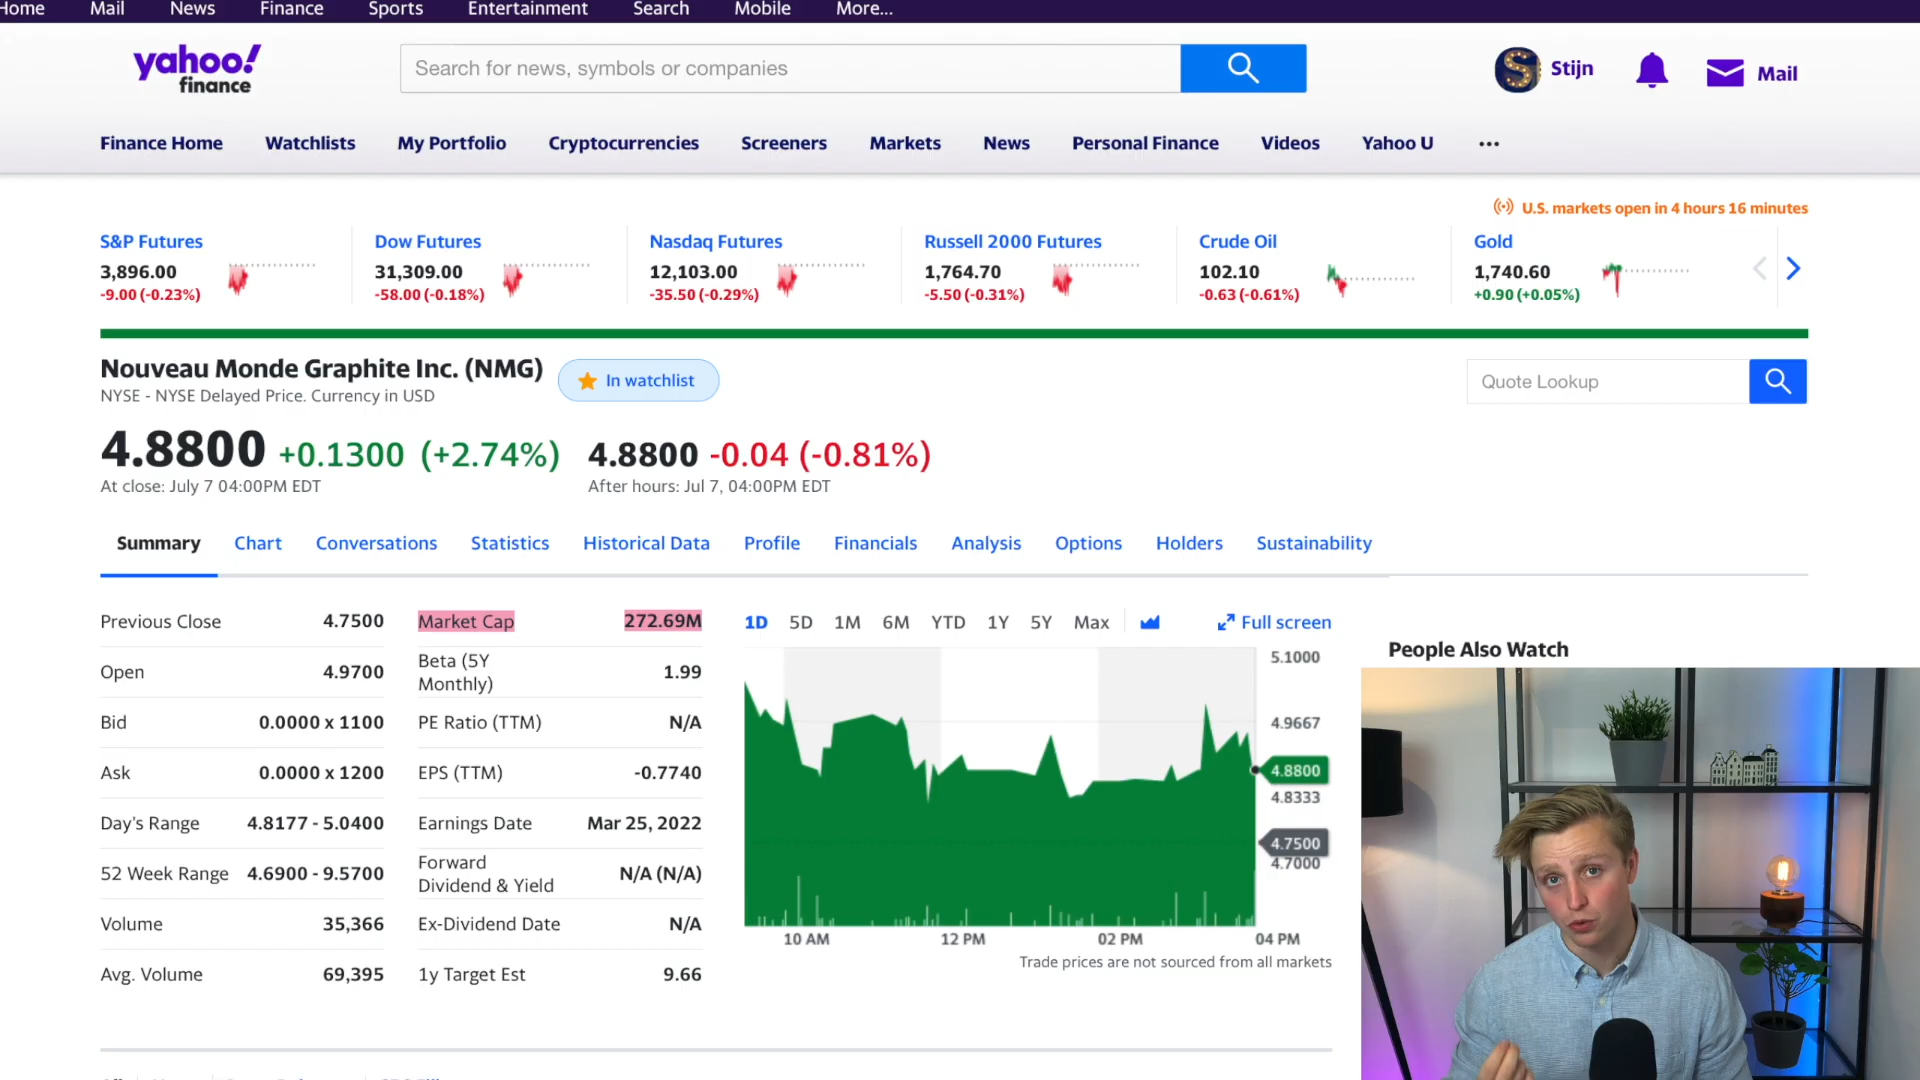 Home Mail News Finance Sports Entertainment Search Mobile More...
yahoo!
finance
Search for news, symbols or companies
Stijn
Mail
Finance Home Watchlists My Portfolio Cryptocurrencies Screeners Markets News Personal Finance Videos Yahoo U ...
U.S. markets open in 4 hours 16 minutes
S&P Futures
3,896.00
-9.00 (-0.23%)
Dow Futures
31,309.00
-58.00 (-0.18%)
Nasdaq Futures
12,103.00
-35.50 (-0.29%)
Russell 2000 Futures
1,764.70
-5.50 (-0.31%)
Crude Oil
102.10
-0.63 (-0.61%)
Gold
1,740.60
+0.90 (+0.05%)
Nouveau Monde Graphite Inc. (NMG)
In watchlist
NYSE - NYSE Delayed Price. Currency in USD
Quote Lookup
4.8800 +0.1300 (+2.74%)
At close: July 7 04:00PM EDT
4.8800 -0.04 (-0.81%)
After hours: Jul 7, 04:00PM EDT
Summary Chart Conversations Statistics Historical Data Profile Financials Analysis Options Holders Sustainability
Previous Close 4.7500
Open 4.9700
Bid 0.0000 x 1100
Ask 0.0000 x 1200
Day's Range 4.8177 - 5.0400
52 Week Range 4.6900 - 9.5700
Volume 35,366
Avg. Volume 69,395
Market Cap 272.69M
Beta (5Y
Monthly) 1.99
PE Ratio (TTM) N/A
EPS (TTM) -0.7740
Earnings Date Mar 25, 2022
Forward
Dividend & Yield N/A (N/A)
Ex-Dividend Date N/A
1y Target Est 9.66
1D 5D 1M 6M YTD 1Y 5Y Max
Full screen
5.1000
4.9667
4.8800
4.8333
4.7500
4.7000
10 AM 12 PM 02 PM 04 PM
Trade prices are not sourced from all markets
People Also Watch